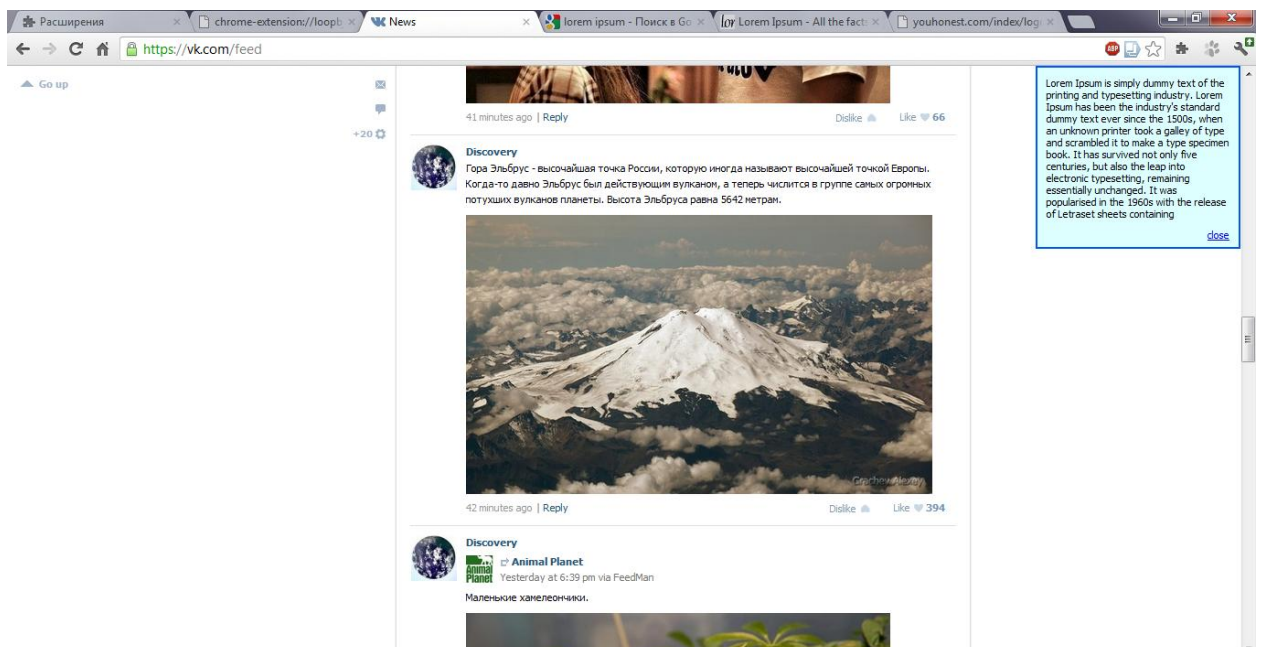 Расширения
chrome-extension://loopb
News
lorem ipsum - Поиск в Go
Lorem Ipsum - All the facts
youhonest.com/index/logi
https://vk.com/feed
Go up
+20
41 minutes ago | Reply
Dislike
Like 66
Discovery
Гора Эльбрус - высочайшая точка России, которую иногда называют высочайшей точкой Европы.
Когда-то давно Эльбрус был действующим вулканом, а теперь числится в группе самых огромных
потухших вулканов планеты. Высота Эльбруса равна 5642 метрам.
Grachev Alexey
42 minutes ago | Reply
Dislike
Like 394
Discovery
Animal Planet
Animal Planet
Yesterday at 6:39 pm via FeedMan
Маленькие хамелеончики.
ABP
Lorem Ipsum is simply dummy text of the
printing and typesetting industry. Lorem
Ipsum has been the industry's standard
dummy text ever since the 1500s, when
an unknown printer took a galley of type
and scrambled it to make a type specimen
book. It has survived not only five
centuries, but also the leap into
electronic typesetting, remaining
essentially unchanged. It was
popularised in the 1960s with the release
of Letraset sheets containing
close